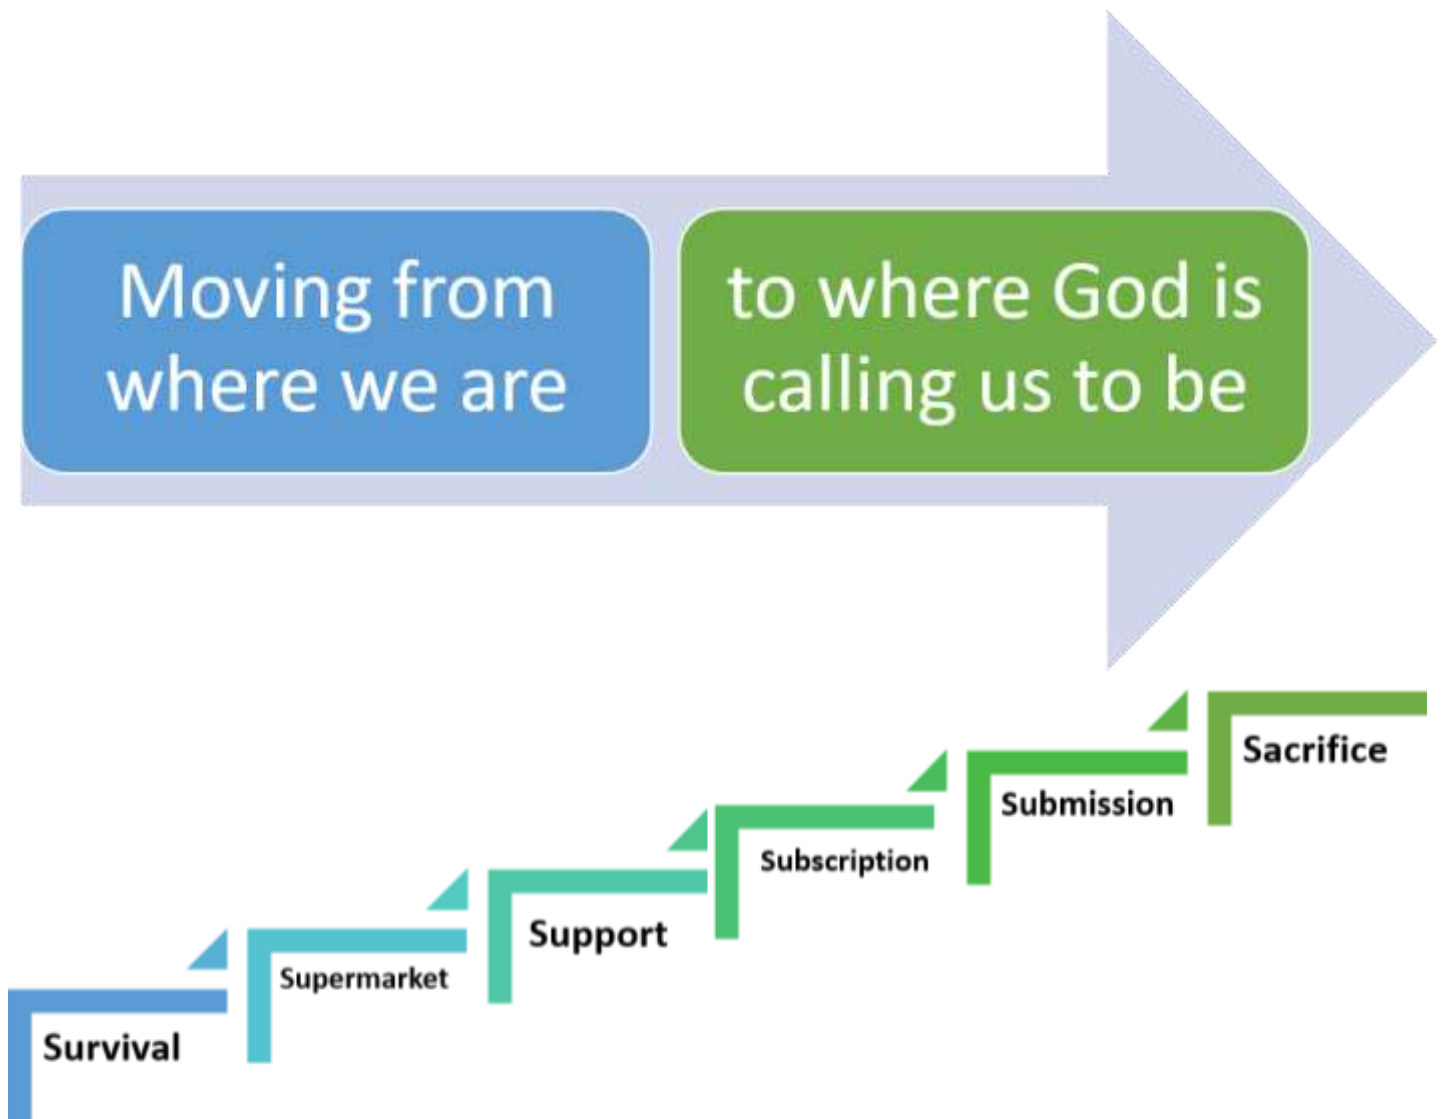 Moving from
where we are
to where God is
calling us to be
Survival
Supermarket
Support
Subscription
Submission
Sacrifice